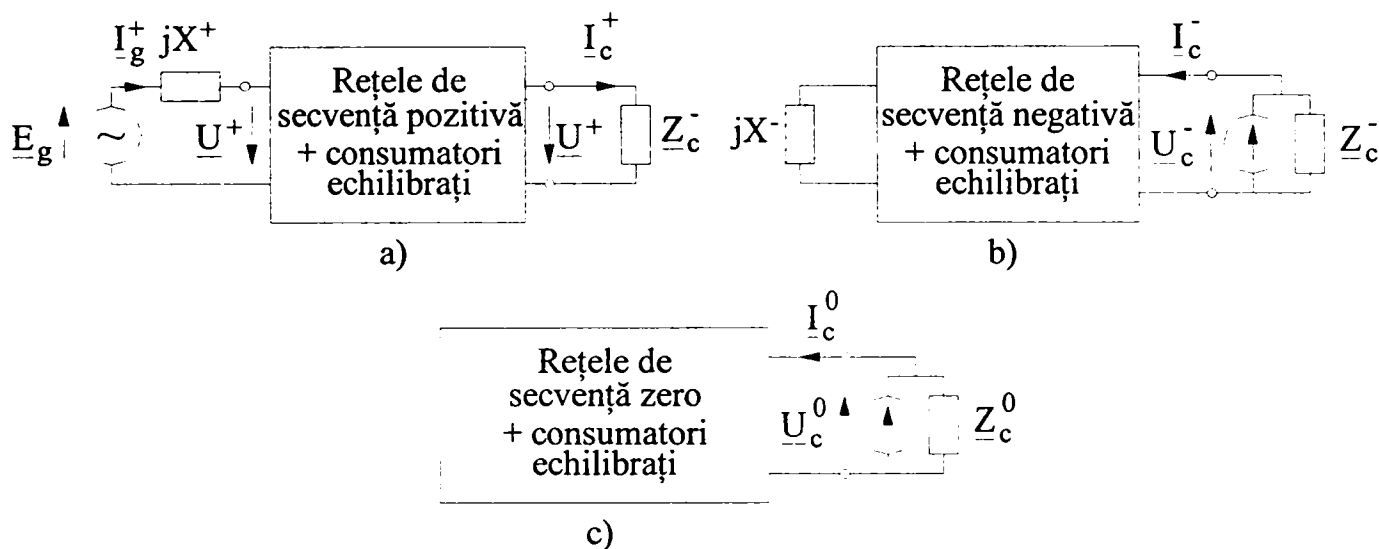 I_g^+ jX^+
E_g
~
U^+
Rețele de
secvență pozitivă
+ consumatori
echilibrați
I_c^+
U^+
Z_c^-
a)
jX^-
Rețele de
secvență negativă
+ consumatori
echilibrați
I_c^-
U_c^-
Z_c^-
b)
Rețele de
secvență zero
+ consumatori
echilibrați
I_c^0
U_c^0
Z_c^0
c)